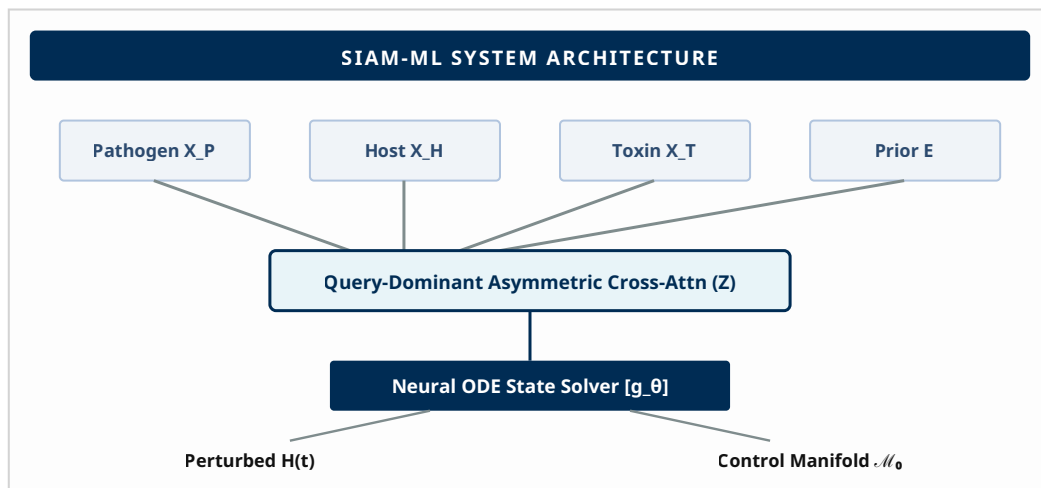 SIAM-ML SYSTEM ARCHITECTURE
Pathogen X_P
Host X_H
Toxin X_T
Prior E
Query-Dominant Asymmetric Cross-Attn (Z)
Neural ODE State Solver [g_θ]
Perturbed H(t)
Control Manifold ℳ₀